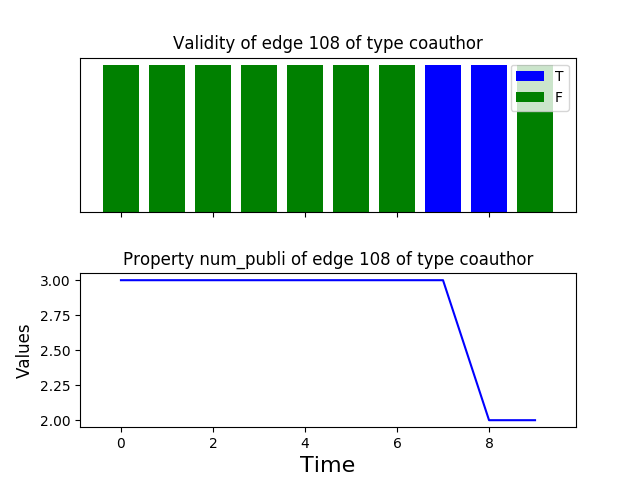 Validity of edge 108 of type coauthor
T
F
Property num_publi of edge 108 of type coauthor
3.00
2.75
2.50
2.25
2.00
Values
0 2 4 6 8
Time